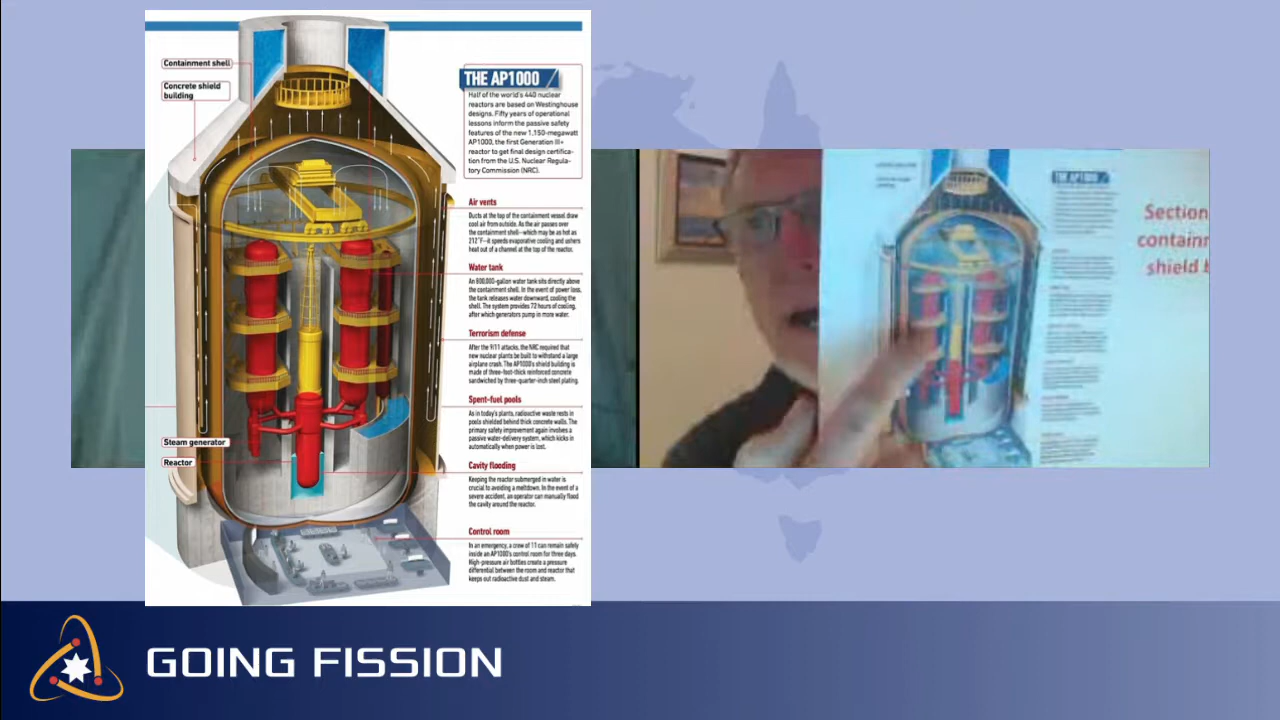 Containment shell
Concrete shield
building
THE AP1000
Half of the world's 440 nuclear
reactors are based on Westinghouse
designs. Fifty years of operational
lessons inform the passive safety
features of the new 1,150-megawatt
AP1000, the first Generation III+
reactor to get final design certifica-
tion from the U.S. Nuclear Regula-
tory Commission (NRC).
Air vents
Ducts at the top of the containment vessel draw
cool air from outside. As the air passes over
the containment shell—which may be as hot as
212°F—it speeds evaporative cooling and ushers
heat out of a channel at the top of the reactor.
Water tank
An 800,000-gallon water tank sits directly above
the containment shell. In the event of power loss,
the tank releases water downward, cooling the
shell. The system provides 72 hours of cooling,
after which generators pump in more water.
Terrorism defense
After the 9/11 attacks, the NRC required that
new nuclear plants be built to withstand a large
airplane crash. The AP1000's shield building is
made of three-foot-thick reinforced concrete
sandwiched by three-quarter-inch steel plating.
Spent-fuel pools
As in today's plants, radioactive waste rests in
pools shielded behind thick concrete walls. The
primary safety improvement again involves a
passive water-delivery system, which kicks in
automatically when power is lost.
Steam generator
Reactor
Cavity flooding
Keeping the reactor submerged in water is
crucial to avoiding a meltdown. In the event of a
severe accident, an operator can manually flood
the cavity around the reactor.
Control room
In an emergency, a crew of 11 can remain safely
inside an AP1000's control room for three days.
High-pressure air bottles create a pressure
differential between the room and reactor that
keeps out radioactive dust and steam.
THE AP1000
Section
containm
shield b
GOING FISSION